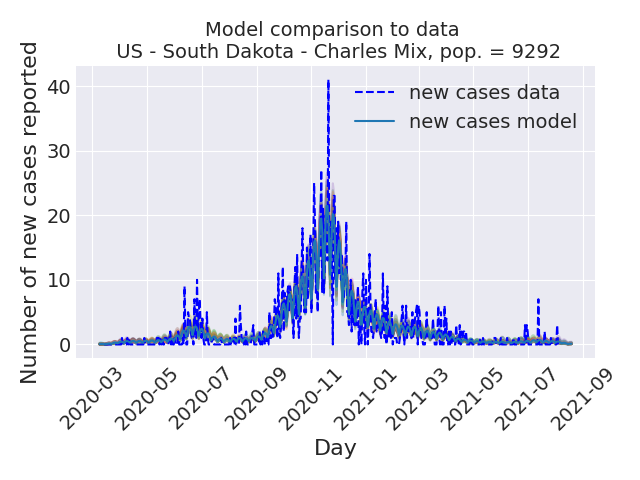 Model comparison to data
US - South Dakota - Charles Mix, pop. = 9292
Number of new cases reported
40
30
20
10
0
new cases data
new cases model
2020-03
2020-05
2020-07
2020-09
2020-11
2021-01
2021-03
2021-05
2021-07
2021-09
Day